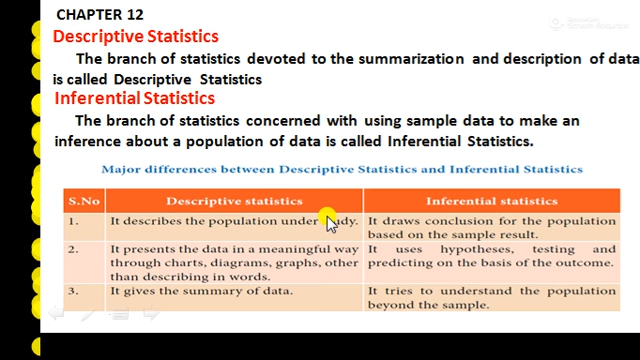 CHAPTER 12
Descriptive Statistics
The branch of statistics devoted to the summarization and description of data
is called Descriptive Statistics
Inferential Statistics
The branch of statistics concerned with using sample data to make an
inference about a population of data is called Inferential Statistics.
Major differences between Descriptive Statistics and Inferential Statistics
S.No Descriptive statistics Inferential statistics
1. It describes the population under study. It draws conclusion for the population
based on the sample result.
2. It presents the data in a meaningful way It uses hypotheses, testing and
through charts, diagrams, graphs, other predicting on the basis of the outcome.
than describing in words.
3. It gives the summary of data. It tries to understand the population
beyond the sample.